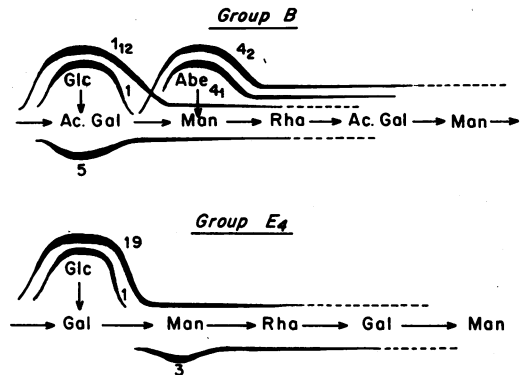 Group B
1₁₂ 4₂
Glc 1 Abe 4₁
Ac. Gal Man Rha Ac. Gal Man
5
Group E₄
19
Glc 1
Gal Man Rha Gal Man
3